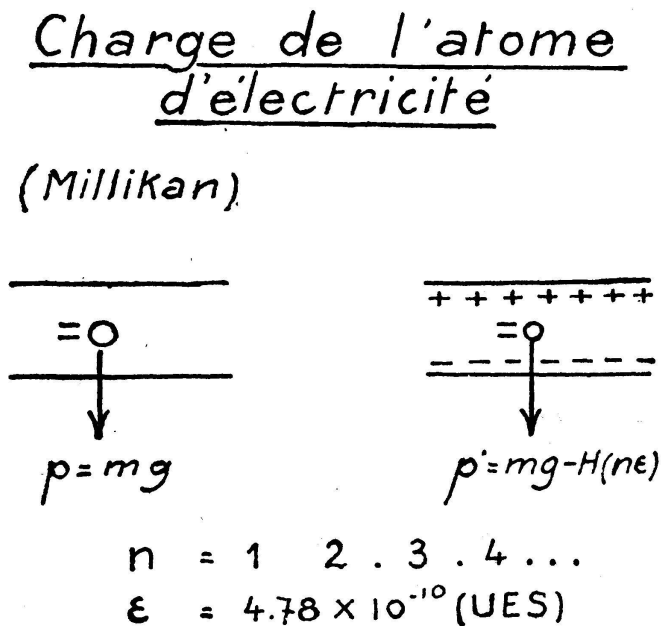 Charge de l'atome
d'électricité
(Millikan)
+ + + + + + +
= =
- - - - - - -
p = mg p' = mg-H(nε)
n = 1 2 . 3 . 4 ...
ε = 4.78 × 10⁻¹⁰ (UES)